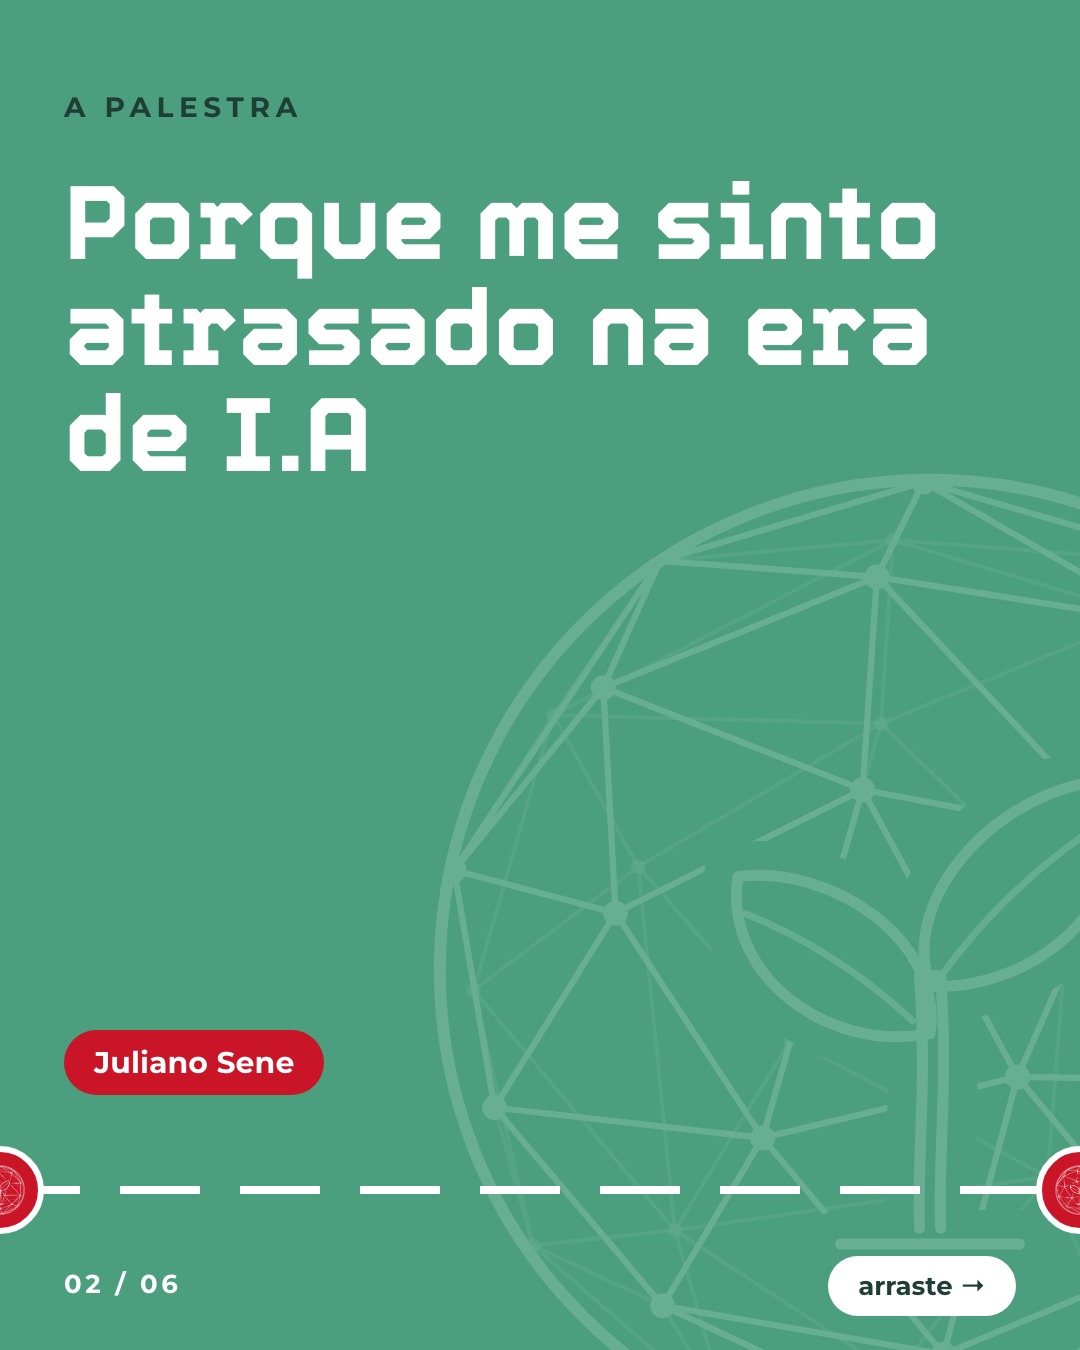 A PALESTRA
Porque me sinto
atrasado na era
de I.A
Juliano Sene
02 / 06
arraste →